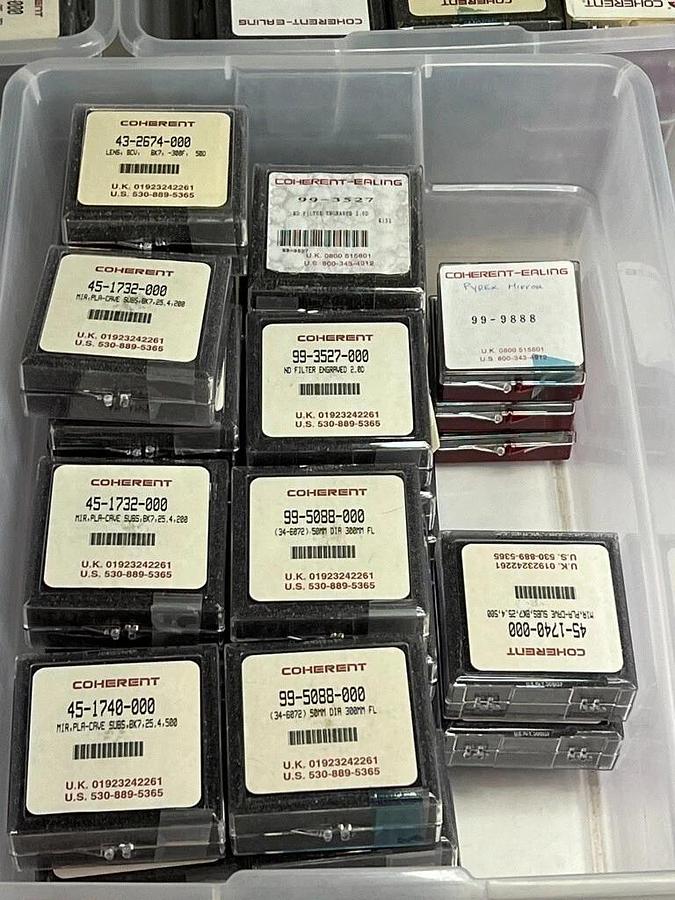 COHERENT-EALING
COHERENT
COHERENT
COHERENT
43-2674-000
LENS, BCV, BK7, -300F, 50D
U.K. 01923242261
U.S. 530-889-5365
COHERENT-EALING
99-3527
ND FILTER ENGRAVED 2.0D
99-3527
U.K. 0800 515801
U.S. 800-343-4912
COHERENT
45-1732-000
MIR,PLA-CAVE SUBS,BK7,25.4,200
U.K. 01923242261
U.S. 530-889-5365
COHERENT-EALING
Pyrex Mirror
99-9888
U.K. 0800 515801
U.S. 800-343-4912
COHERENT
99-3527-000
ND FILTER ENGRAVED 2.0D
U.K. 01923242261
U.S. 530-889-5365
COHERENT
45-1732-000
MIR,PLA-CAVE SUBS,BK7,25.4,200
U.K. 01923242261
U.S. 530-889-5365
COHERENT
99-5088-000
(34-6072) 50MM DIA 300MM FL
U.K. 01923242261
U.S. 530-889-5365
COHERENT
45-1740-000
MIR,PLA-CAVE SUBS,BK7,25.4,500
U.K. 01923242261
U.S. 530-889-5365
COHERENT
45-1740-000
MIR,PLA-CAVE SUBS,BK7,25.4,500
U.K. 01923242261
U.S. 530-889-5365
COHERENT
99-5088-000
(34-6072) 50MM DIA 300MM FL
U.K. 01923242261
U.S. 530-889-5365